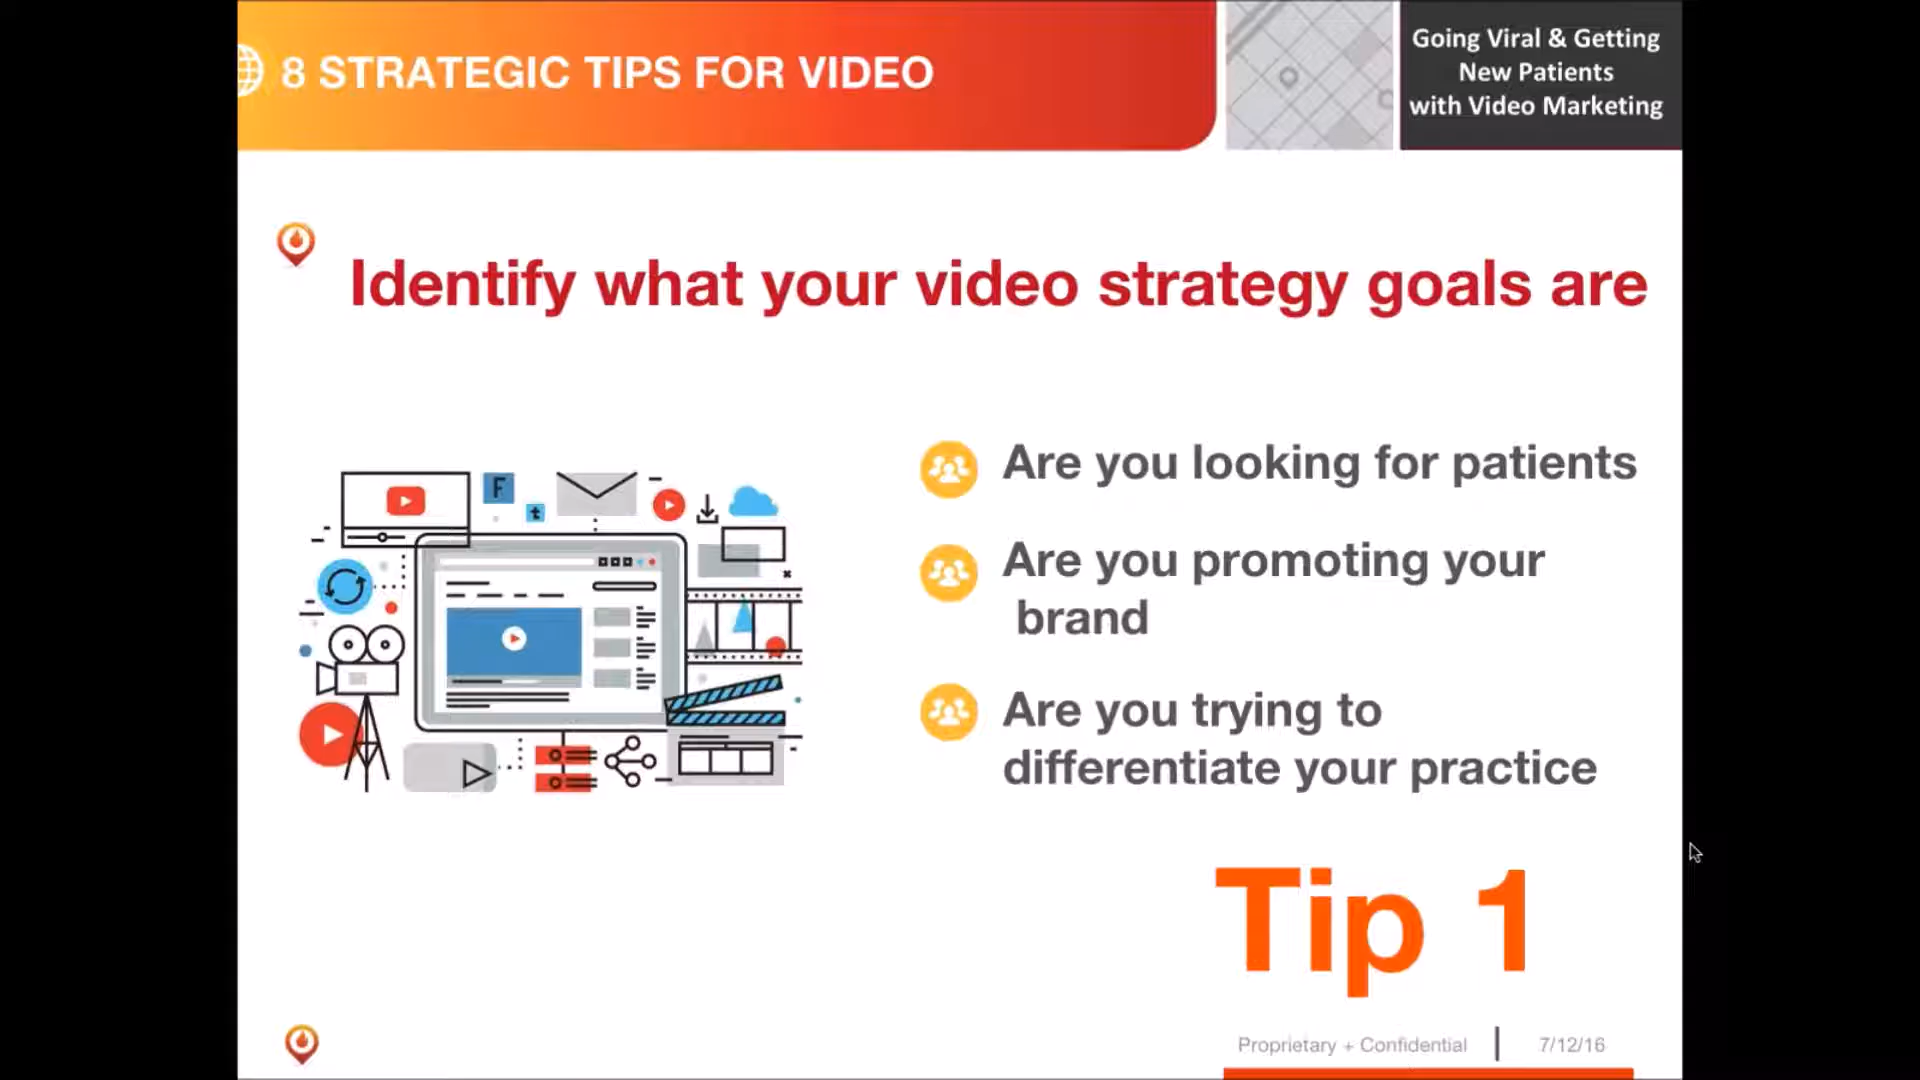 8 STRATEGIC TIPS FOR VIDEO
Going Viral & Getting
New Patients
with Video Marketing
Identify what your video strategy goals are
F
t
Are you looking for patients
Are you promoting your
brand
Are you trying to
differentiate your practice
Tip 1
Proprietary + Confidential
7/12/16